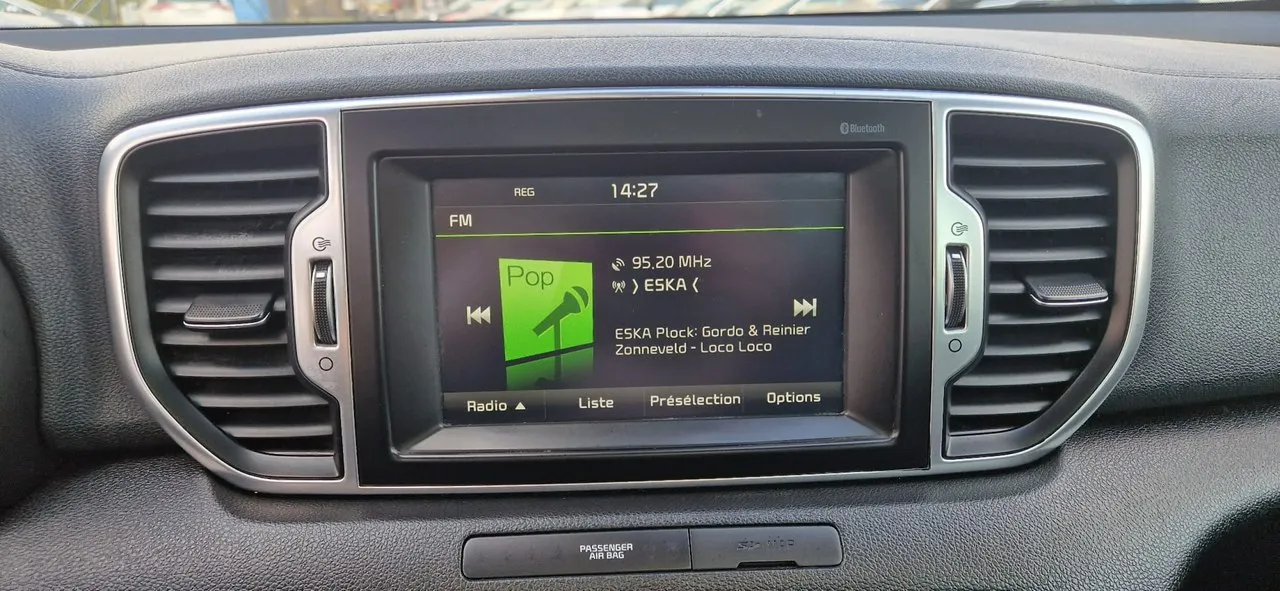 Bluetooth
REG
14:27
FM
Pop
95.20 MHz
⟩ ESKA ⟨
ESKA Plock: Gordo & Reinier
Zonneveld - Loco Loco
Radio ▲
Liste
Présélection
Options
PASSENGER
AIR BAG